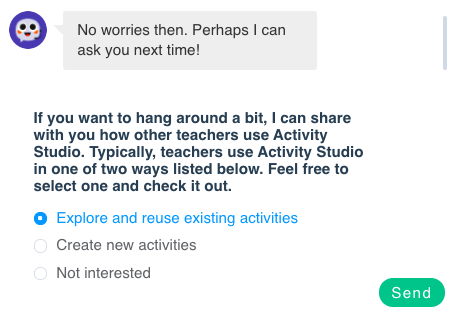 No worries then. Perhaps I can
ask you next time!
If you want to hang around a bit, I can share
with you how other teachers use Activity
Studio. Typically, teachers use Activity Studio
in one of two ways listed below. Feel free to
select one and check it out.
Explore and reuse existing activities
Create new activities
Not interested
Send